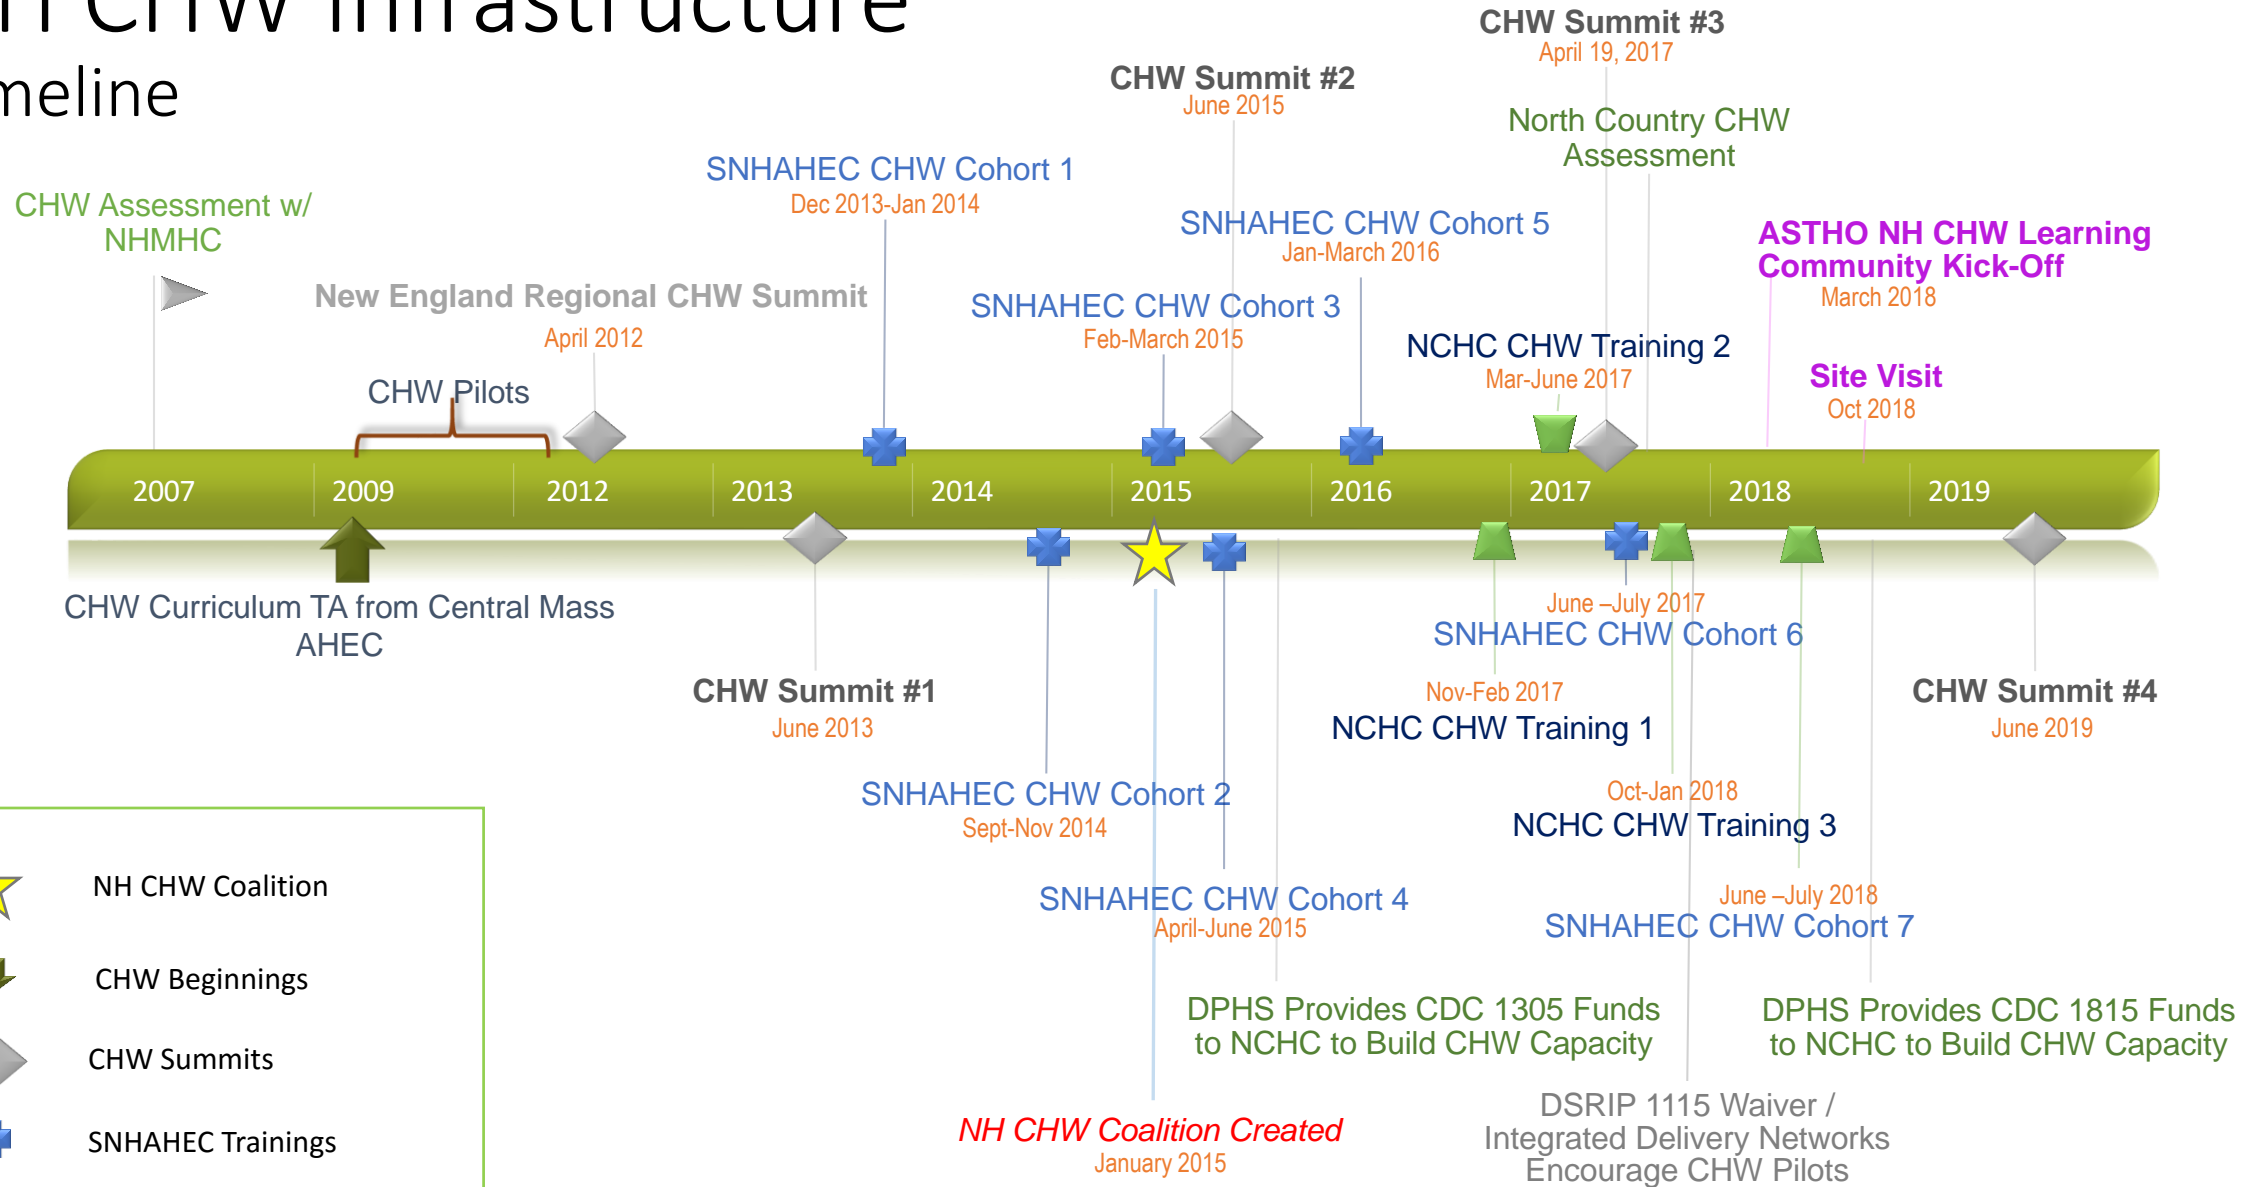 CHW Infrastructure
CHW Summit #3
April 19, 2017
CHW Summit #2
June 2015
North Country CHW
Assessment
SNHAHEC CHW Cohort 1
Dec 2013-Jan 2014
CHW Assessment w/
NHMHC
SNHAHEC CHW Cohort 5
Jan-March 2016
ASTHO NH CHW Learning
Community Kick-Off
March 2018
New England Regional CHW Summit
April 2012
SNHAHEC CHW Cohort 3
Feb-March 2015
NCHC CHW Training 2
Mar-June 2017
Site Visit
Oct 2018
CHW Pilots
2007
2009
2012
2013
2014
2015
2016
2017
2018
2019
CHW Curriculum TA from Central Mass
AHEC
June –July 2017
SNHAHEC CHW Cohort 6
CHW Summit #1
June 2013
Nov-Feb 2017
NCHC CHW Training 1
CHW Summit #4
June 2019
SNHAHEC CHW Cohort 2
Sept-Nov 2014
Oct-Jan 2018
NCHC CHW Training 3
SNHAHEC CHW Cohort 4
April-June 2015
June –July 2018
SNHAHEC CHW Cohort 7
DPHS Provides CDC 1305 Funds
to NCHC to Build CHW Capacity
DPHS Provides CDC 1815 Funds
to NCHC to Build CHW Capacity
NH CHW Coalition Created
January 2015
DSRIP 1115 Waiver /
Integrated Delivery Networks
Encourage CHW Pilots
NH CHW Coalition
CHW Beginnings
CHW Summits
SNHAHEC Trainings